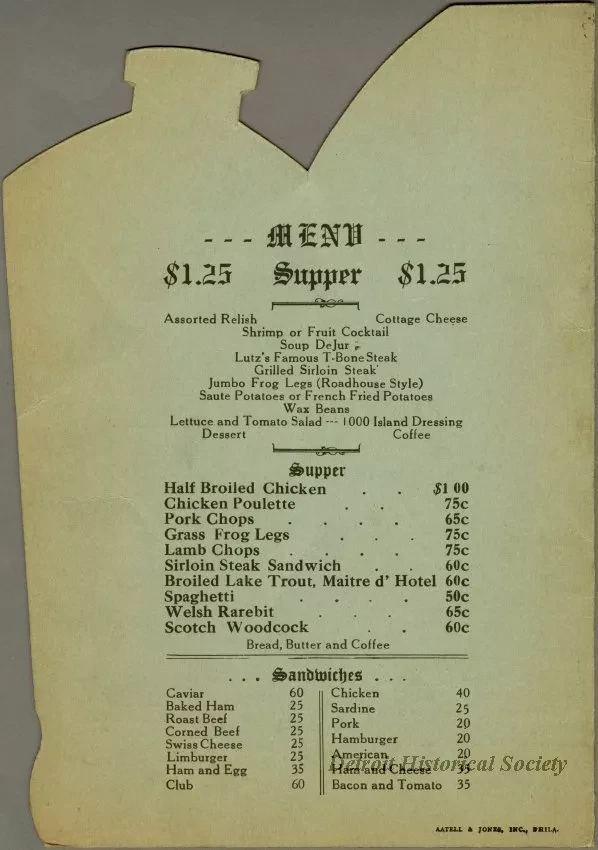 --- MENU ---
$1.25 Supper $1.25
Assorted Relish Cottage Cheese
Shrimp or Fruit Cocktail
Soup DeJur
Lutz's Famous T-Bone Steak
Grilled Sirloin Steak
Jumbo Frog Legs (Roadhouse Style)
Saute Potatoes or French Fried Potatoes
Wax Beans
Lettuce and Tomato Salad --- 1000 Island Dressing
Dessert Coffee
Supper
Half Broiled Chicken . . $1 00
Chicken Poulette . . . 75c
Pork Chops . . . . 65c
Grass Frog Legs . . . 75c
Lamb Chops . . . . 75c
Sirloin Steak Sandwich . . 60c
Broiled Lake Trout, Maitre d' Hotel 60c
Spaghetti . . . . 50c
Welsh Rarebit . . . 65c
Scotch Woodcock . . 60c
Bread, Butter and Coffee
. . . Sandwiches . . .
Caviar 60
Baked Ham 25
Roast Beef 25
Corned Beef 25
Swiss Cheese 25
Limburger 25
Ham and Egg 35
Club 60
Chicken 40
Sardine 25
Pork 20
Hamburger 20
American 20
Ham and Cheese 35
Bacon and Tomato 35
Detroit Historical Society
AATELL & JONES, INC., PHILA.